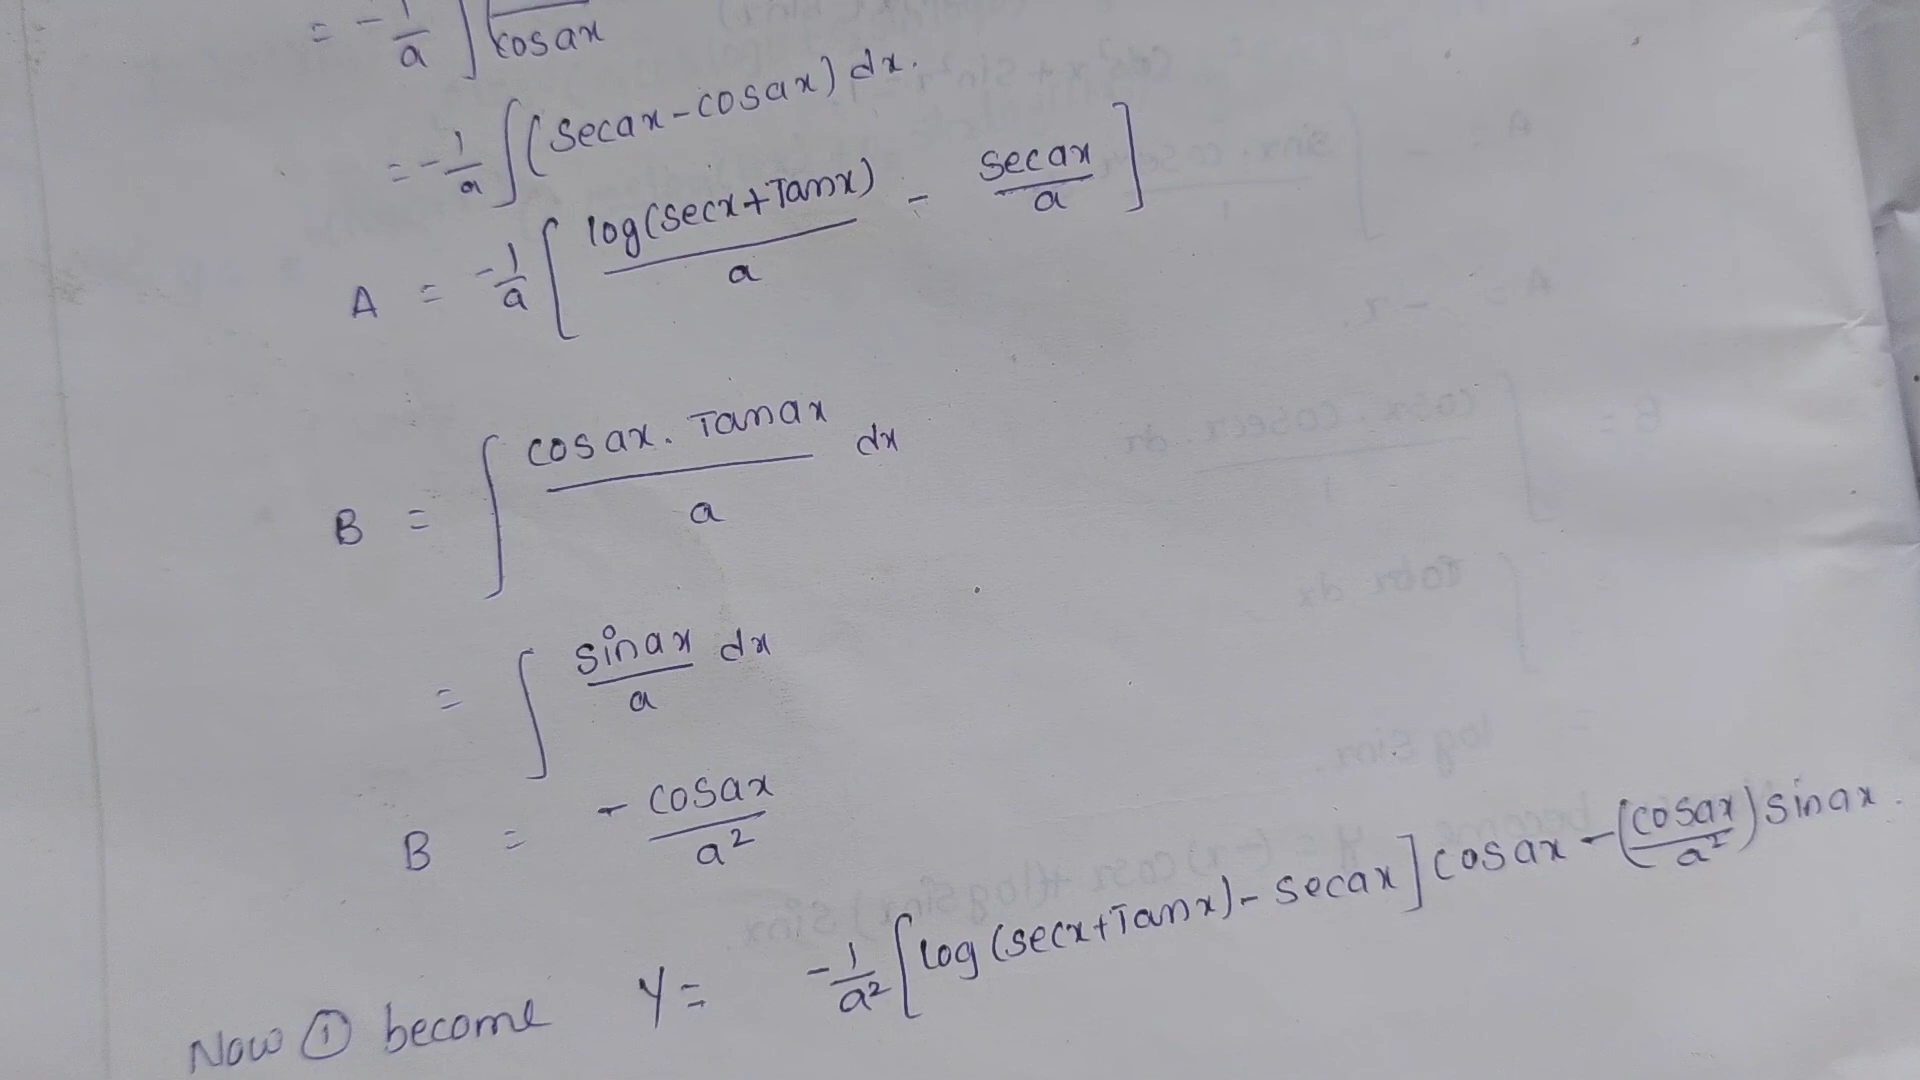 = -1/a ∫ cosax
= -1/a ∫(secax-cosax) dx.
A = -1/a [ log(secx+Tanx)/a - secax/a ]
B = ∫ cosax. Tanax/a dx
= ∫ sinax/a dx
B = -cosax/a²
Now ① become Y = -1/a² [log(secx+Tanx)-secax] cosax -(cosax/a²) sinax.